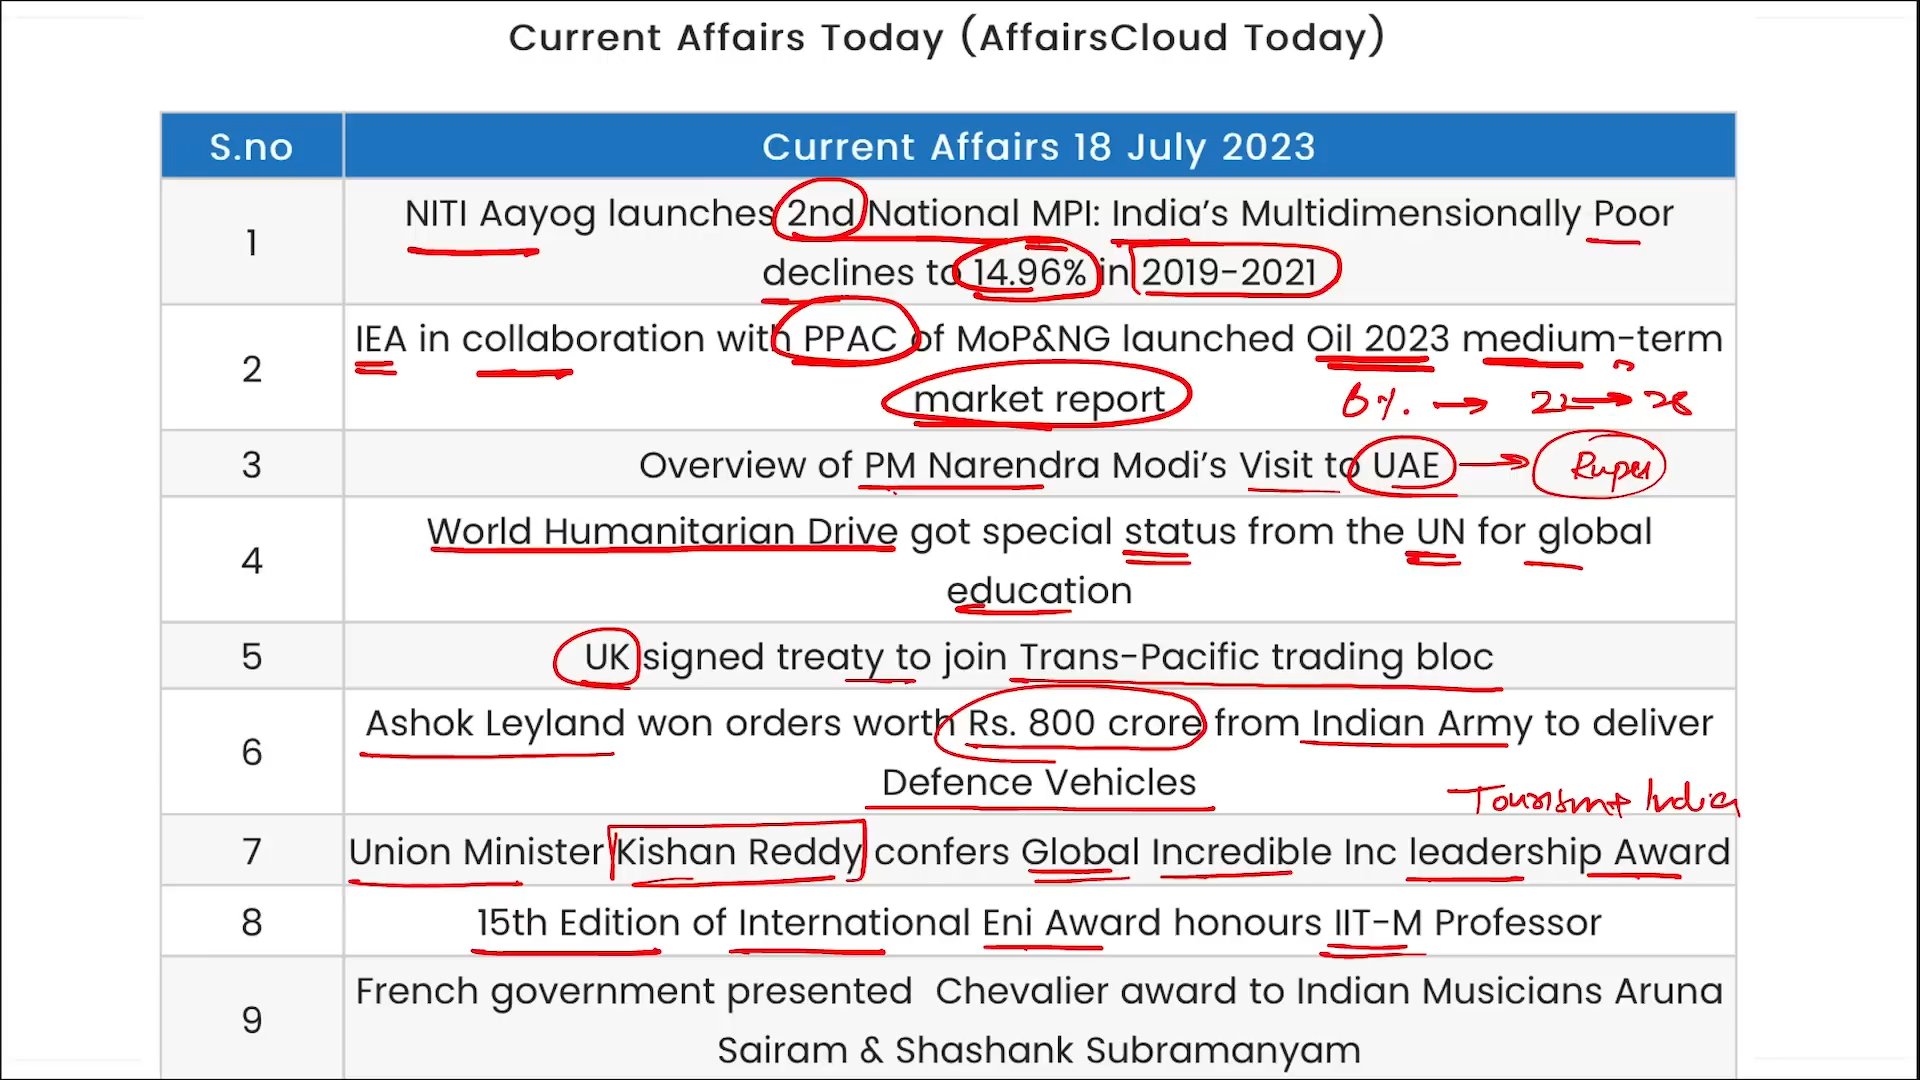 Current Affairs Today (AffairsCloud Today)
S.no
Current Affairs 18 July 2023
1
NITI Aayog launches 2nd National MPI: India's Multidimensionally Poor
declines to 14.96% in 2019-2021
2
IEA in collaboration with PPAC of MoP&NG launched Oil 2023 medium-term
market report
6% → 22 → 28
3
Overview of PM Narendra Modi's Visit to UAE
→ Rupee
4
World Humanitarian Drive got special status from the UN for global
education
5
UK signed treaty to join Trans-Pacific trading bloc
6
Ashok Leyland won orders worth Rs. 800 crore from Indian Army to deliver
Defence Vehicles
Tourism India
7
Union Minister Kishan Reddy confers Global Incredible Inc leadership Award
8
15th Edition of International Eni Award honours IIT-M Professor
9
French government presented  Chevalier award to Indian Musicians Aruna
Sairam & Shashank Subramanyam